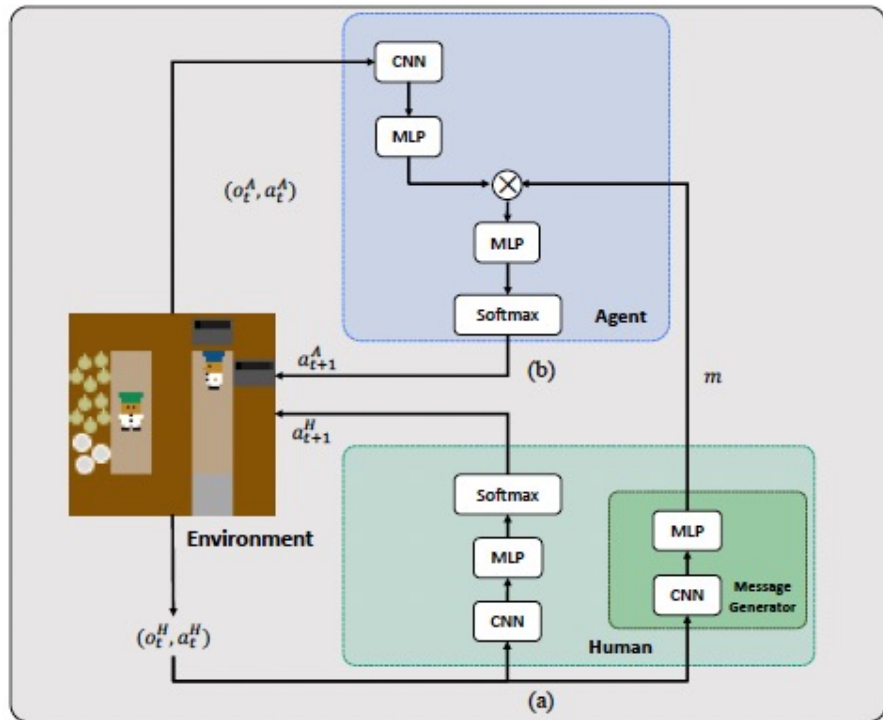 CNN
MLP
(o_t^A, a_t^A)
MLP
Softmax
Agent
a_{t+1}^A
(b)
m
a_{t+1}^H
Softmax
MLP
Environment
MLP
CNN
Message
Generator
CNN
(o_t^H, a_t^H)
Human
(a)